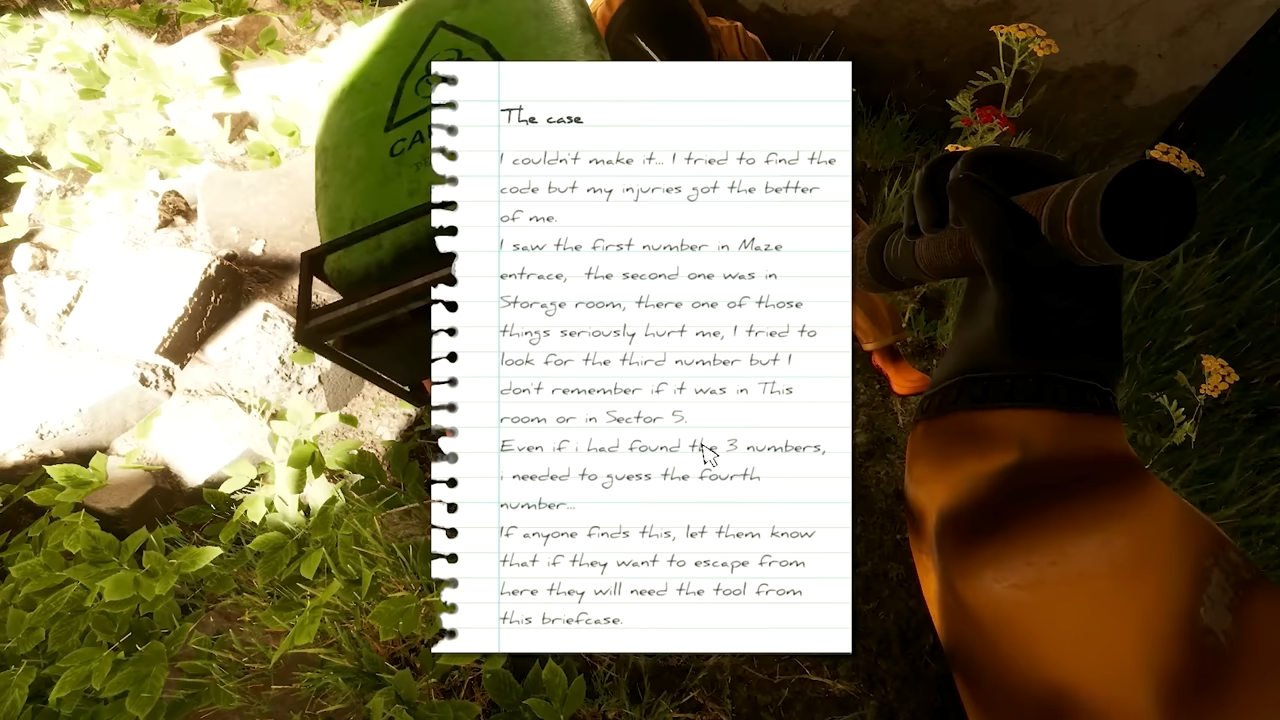 The case
I couldn't make it... I tried to find the
code but my injuries got the better
of me.
I saw the first number in Maze
entrace, the second one was in
Storage room, there one of those
things seriously hurt me, I tried to
look for the third number but I
don't remember if it was in This
room or in Sector 5.
Even if i had found the 3 numbers,
i needed to guess the fourth
number...
If anyone finds this, let them know
that if they want to escape from
here they will need the tool from
this briefcase.